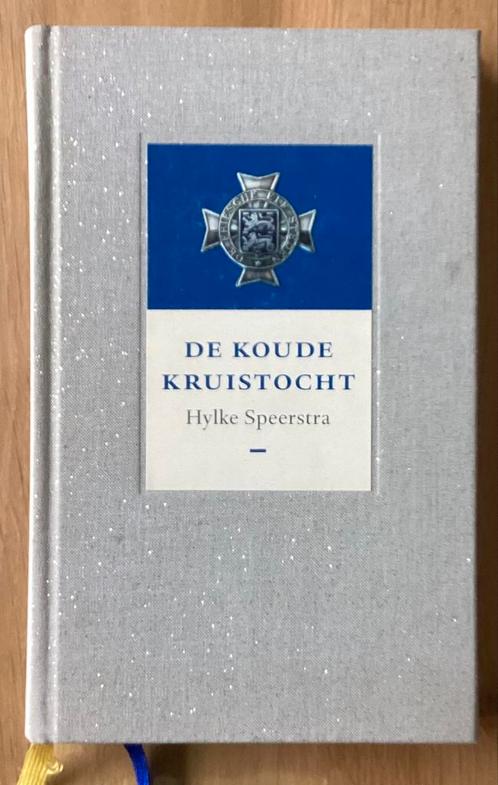 DE KOUDE
KRUISTOCHT
Hylke Speerstra